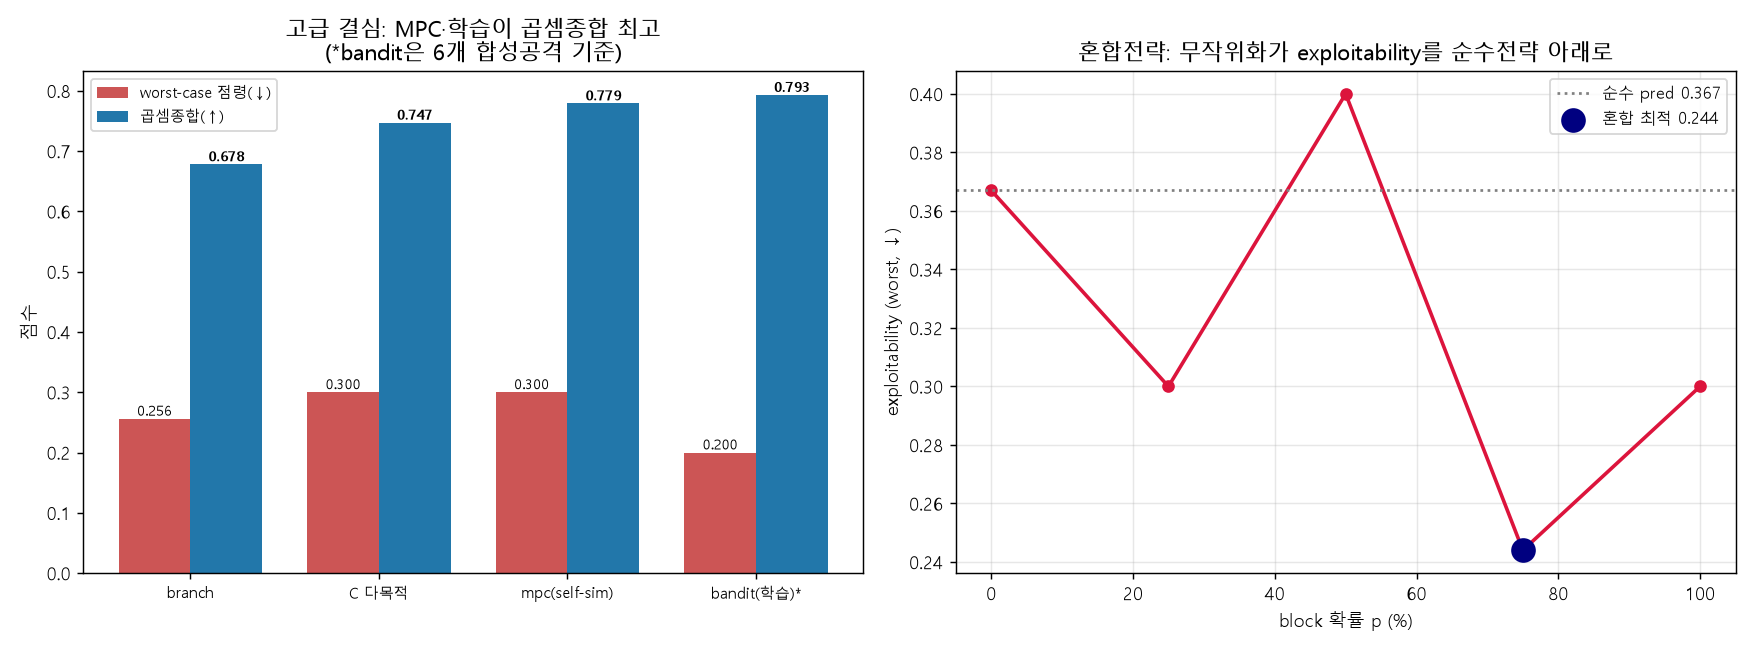 고급 결심: MPC·학습이 곱셈종합 최고
(*bandit은 6개 합성공격 기준)
worst-case 점령(↓)
곱셈종합(↑)
점수
0.8
0.7
0.6
0.5
0.4
0.3
0.2
0.1
0.0
0.256
0.678
0.300
0.747
0.300
0.779
0.200
0.793
branch
C 다목적
mpc(self-sim)
bandit(학습)*
혼합전략: 무작위화가 exploitability를 순수전략 아래로
순수 pred 0.367
혼합 최적 0.244
exploitability (worst, ↓)
0.40
0.38
0.36
0.34
0.32
0.30
0.28
0.26
0.24
0
20
40
60
80
100
block 확률 p (%)